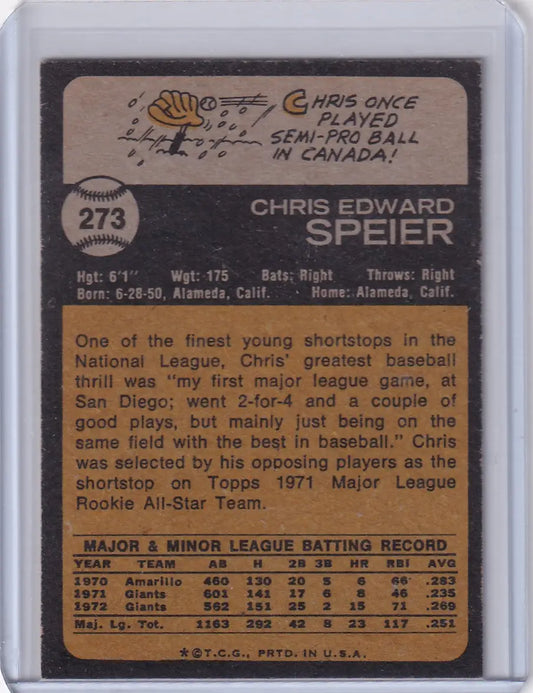 CHRIS ONCE
PLAYED
SEMI-PRO BALL
IN CANADA!
273
CHRIS EDWARD
SPEIER
Hgt: 6'1" Wgt: 175 Bats: Right Throws: Right
Born: 6-28-50, Alameda, Calif. Home: Alameda, Calif.
One of the finest young shortstops in the
National League, Chris' greatest baseball
thrill was "my first major league game, at
San Diego; went 2-for-4 and a couple of
good plays, but mainly just being on the
same field with the best in baseball." Chris
was selected by his opposing players as the
shortstop on Topps 1971 Major League
Rookie All-Star Team.
MAJOR & MINOR LEAGUE BATTING RECORD
YEAR TEAM AB H 2B 3B HR RBI AVG
1970 Amarillo 460 130 20 5 6 66 .283
1971 Giants 601 141 17 6 8 46 .235
1972 Giants 562 151 25 2 15 71 .269
Maj. Lg. Tot. 1163 292 42 8 23 117 .251
*©T.C.G., PRTD. IN U.S.A.